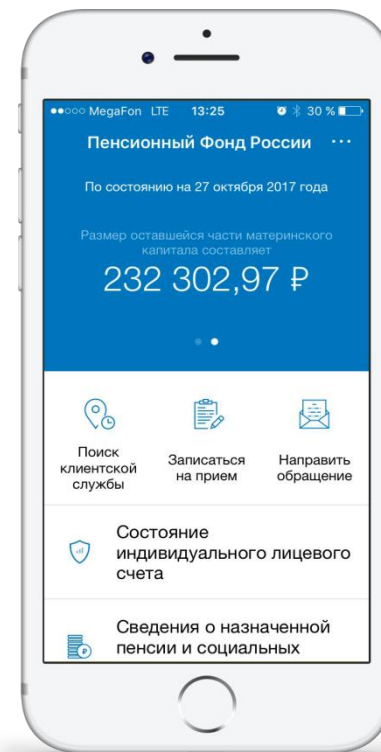 MegaFon LTE 13:25 30 %
Пенсионный Фонд России ...
По состоянию на 27 октября 2017 года
Размер оставшейся части материнского
капитала составляет
232 302,97 ₽
Поиск
клиентской
службы
Записаться
на прием
Направить
обращение
Состояние
индивидуального лицевого
счета
Сведения о назначенной
пенсии и социальных